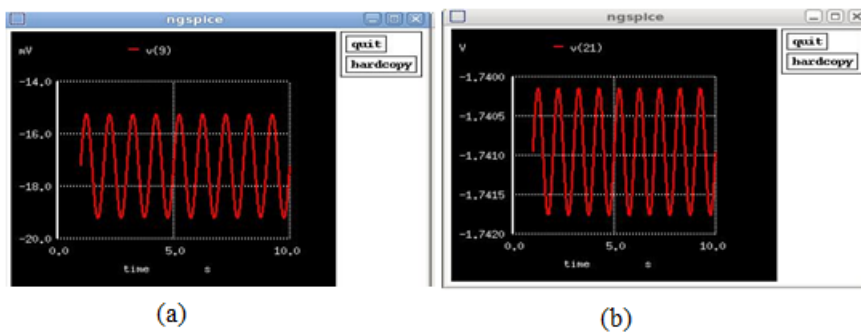 ngspice
mV
v(9)
quit
hardcopy
-14.0
-16.0
-18.0
-20.0
0.0
5.0
10.0
time
s
(a)
ngspice
V
v(21)
quit
hardcopy
-1.7400
-1.7405
-1.7410
-1.7415
-1.7420
0.0
5.0
10.0
time
s
(b)